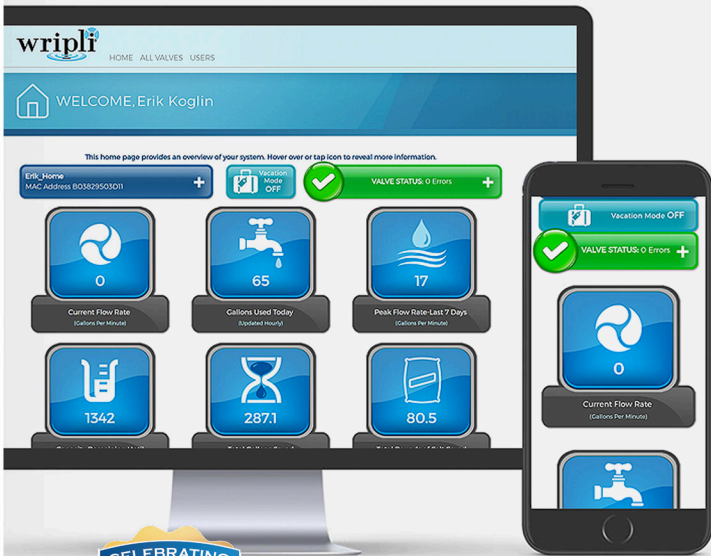 wripli
HOME ALL VALVES USERS
WELCOME, Erik Koglin
This home page provides an overview of your system. Hover over or tap icon to reveal more information.
Erik_Home
MAC Address B03829503D11
+
Vacation
Mode
OFF
VALVE STATUS: 0 Errors +
0
Current Flow Rate
(Gallons Per Minute)
65
Gallons Used Today
(Updated Hourly)
17
Peak Flow Rate-Last 7 Days
(Gallons Per Minute)
1342
287.1
80.5
Vacation Mode OFF
VALVE STATUS: 0 Errors +
0
Current Flow Rate
(Gallons Per Minute)
CELEBRATING